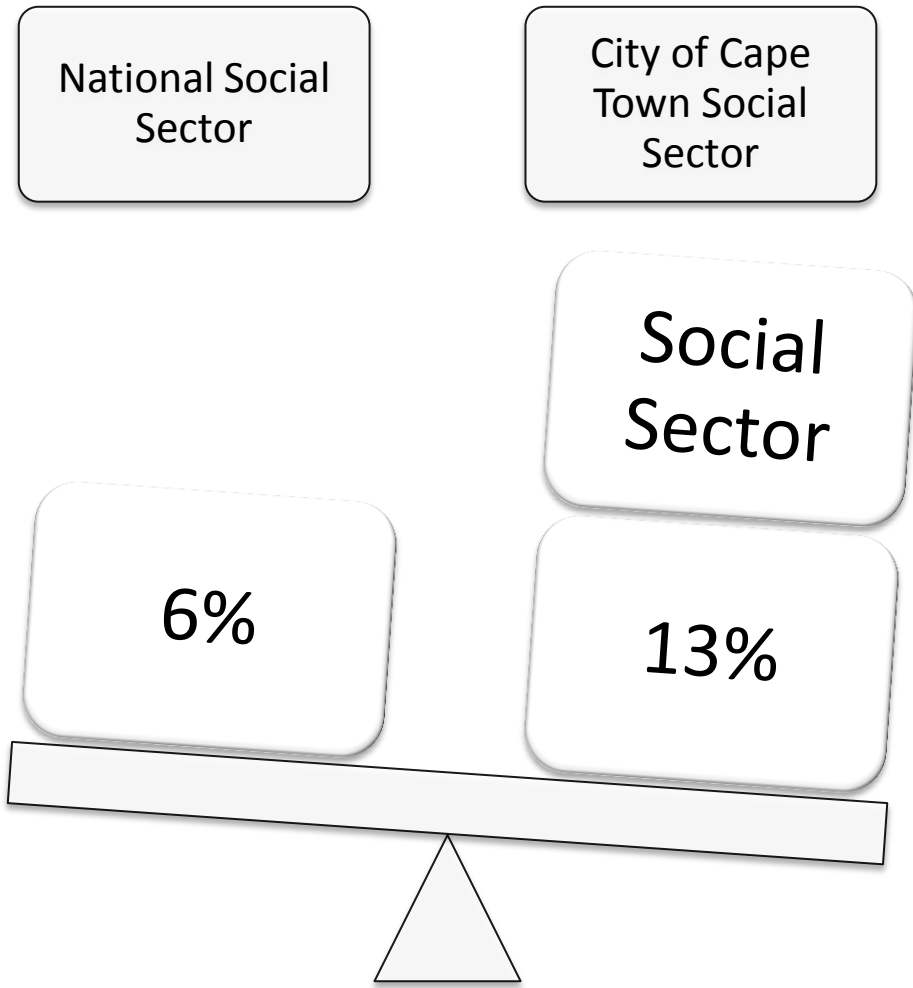 National Social
Sector
City of Cape
Town Social
Sector
Social
Sector
6%
13%